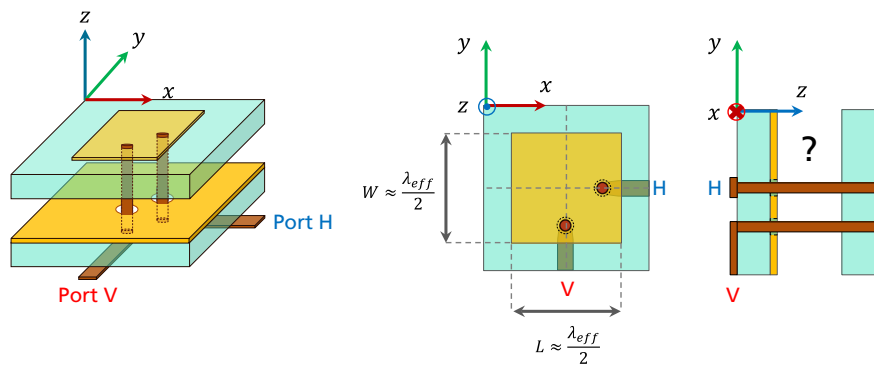 z
y
x
Port H
Port V
y
x
z
W ≈ λ_eff/2
H
V
L ≈ λ_eff/2
y
z
x
?
H
V